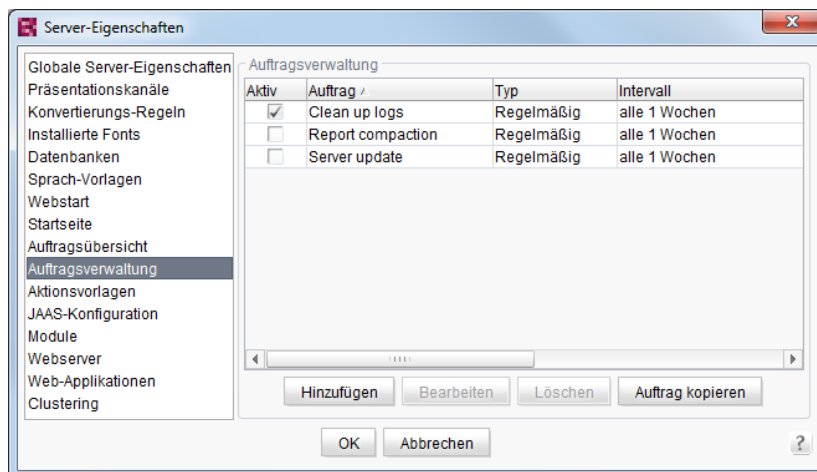 Server-Eigenschaften
Globale Server-Eigenschaften
Präsentationskanäle
Konvertierungs-Regeln
Installierte Fonts
Datenbanken
Sprach-Vorlagen
Webstart
Startseite
Auftragsübersicht
Auftragsverwaltung
Aktionsvorlagen
JAAS-Konfiguration
Module
Webserver
Web-Applikationen
Clustering
Auftragsverwaltung
Aktiv Auftrag Typ Intervall
Clean up logs Regelmäßig alle 1 Wochen
Report compaction Regelmäßig alle 1 Wochen
Server update Regelmäßig alle 1 Wochen
Hinzufügen Bearbeiten Löschen Auftrag kopieren
OK Abbrechen ?